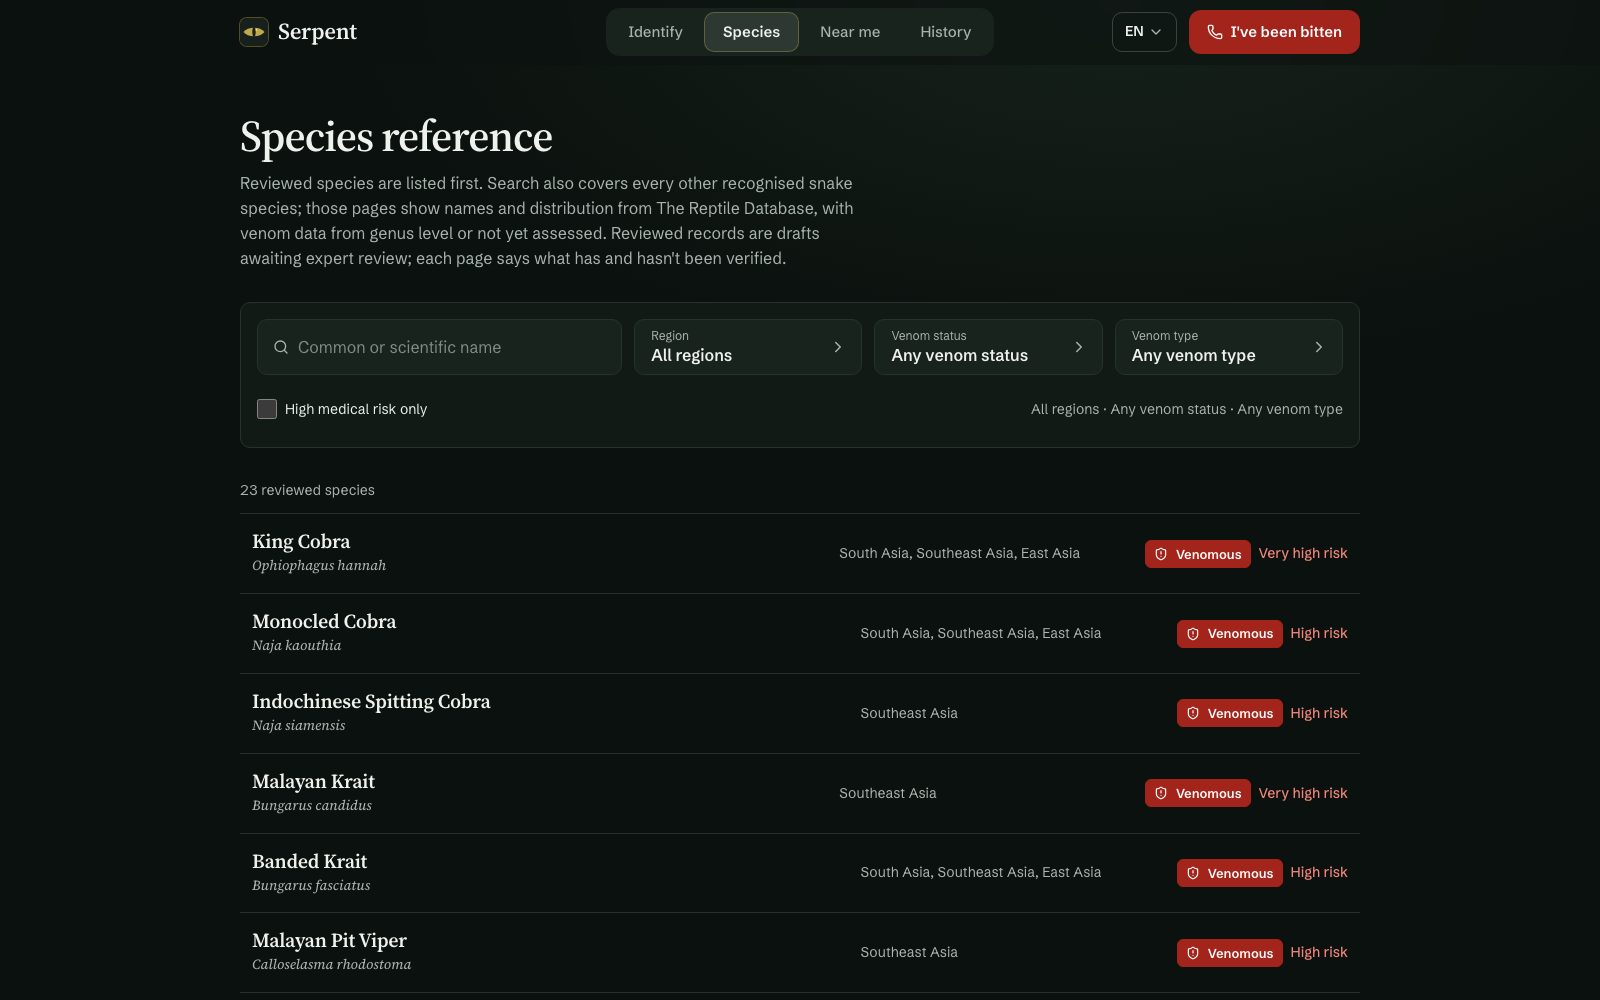 Serpent
Identify
Species
Near me
History
EN
I've been bitten
Species reference
Reviewed species are listed first. Search also covers every other recognised snake
species; those pages show names and distribution from The Reptile Database, with
venom data from genus level or not yet assessed. Reviewed records are drafts
awaiting expert review; each page says what has and hasn't been verified.
Common or scientific name
Region
All regions
Venom status
Any venom status
Venom type
Any venom type
High medical risk only
All regions · Any venom status · Any venom type
23 reviewed species
King Cobra
Ophiophagus hannah
South Asia, Southeast Asia, East Asia
Venomous
Very high risk
Monocled Cobra
Naja kaouthia
South Asia, Southeast Asia, East Asia
Venomous
High risk
Indochinese Spitting Cobra
Naja siamensis
Southeast Asia
Venomous
High risk
Malayan Krait
Bungarus candidus
Southeast Asia
Venomous
Very high risk
Banded Krait
Bungarus fasciatus
South Asia, Southeast Asia, East Asia
Venomous
High risk
Malayan Pit Viper
Calloselasma rhodostoma
Southeast Asia
Venomous
High risk